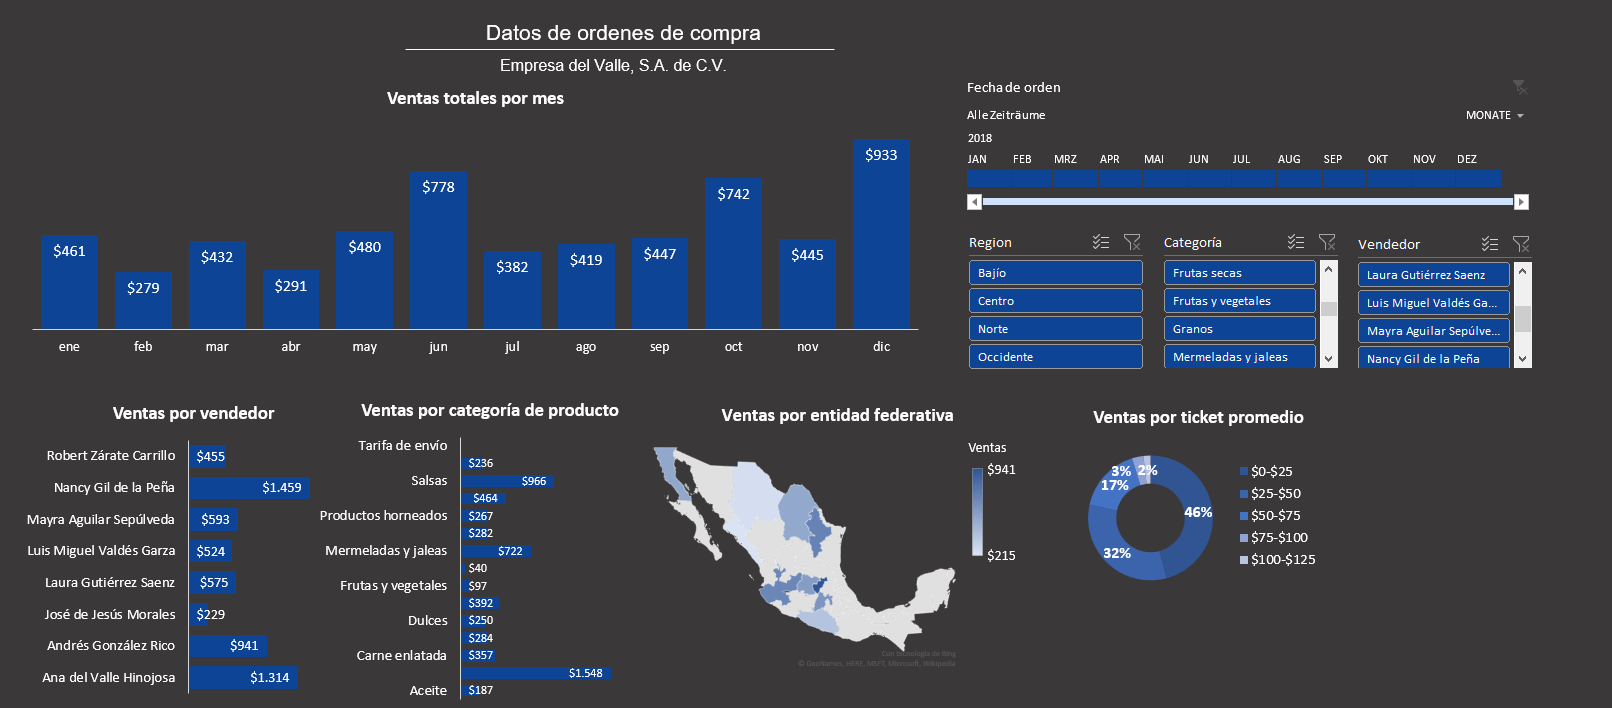 Datos de ordenes de compra
Empresa del Valle, S.A. de C.V.
Ventas totales por mes
$461
$279
$432
$291
$480
$778
$382
$419
$447
$742
$445
$933
ene feb mar abr may jun jul ago sep oct nov dic
Fecha de orden
Alle Zeiträume
MONATE
2018
JAN FEB MRZ APR MAI JUN JUL AUG SEP OKT NOV DEZ
Region
Bajío
Centro
Norte
Occidente
Categoría
Frutas secas
Frutas y vegetales
Granos
Mermeladas y jaleas
Vendedor
Laura Gutiérrez Saenz
Luis Miguel Valdés Ga...
Mayra Aguilar Sepúlve...
Nancy Gil de la Peña
Ventas por vendedor
Robert Zárate Carrillo $455
Nancy Gil de la Peña $1.459
Mayra Aguilar Sepúlveda $593
Luis Miguel Valdés Garza $524
Laura Gutiérrez Saenz $575
José de Jesús Morales $229
Andrés González Rico $941
Ana del Valle Hinojosa $1.314
Ventas por categoría de producto
Tarifa de envío
$236
Salsas $966
$464
Productos horneados $267
$282
Mermeladas y jaleas $722
$40
Frutas y vegetales $97
$392
Dulces $250
$284
Carne enlatada $357
$1.548
Aceite $187
Ventas por entidad federativa
Ventas
$941
$215
Con tecnología de Bing
© GeoNames, HERE, MSFT, Microsoft, Wikipedia
Ventas por ticket promedio
3%
2%
17%
46%
32%
$0-$25
$25-$50
$50-$75
$75-$100
$100-$125